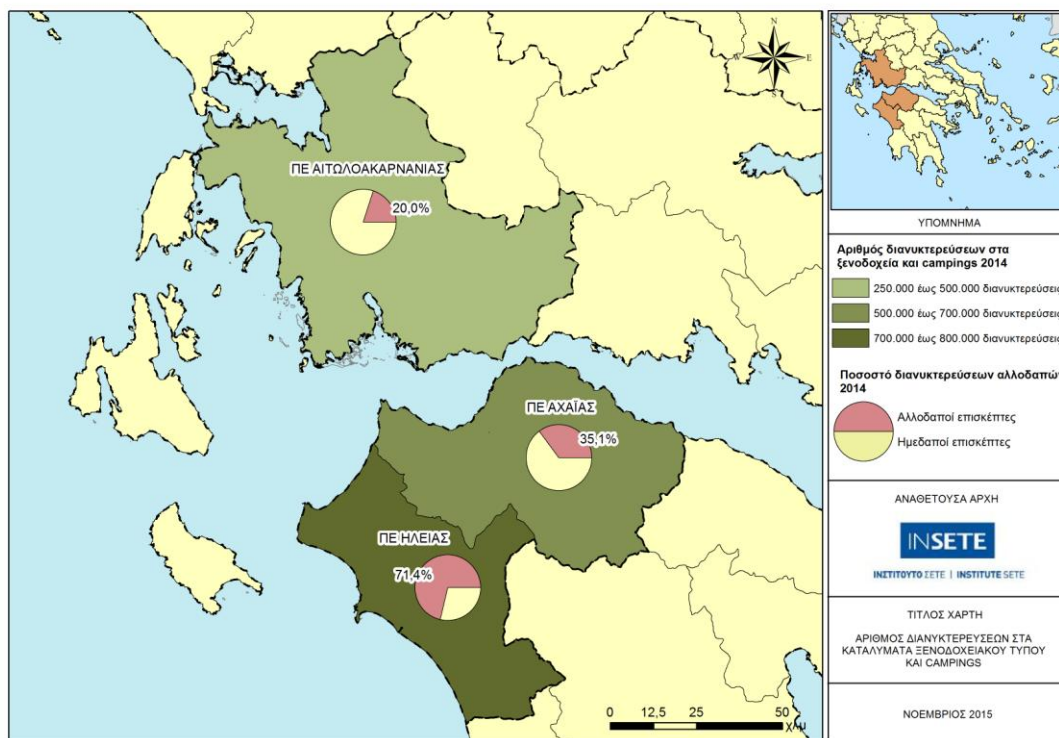 N
W
E
S
ΠΕ ΑΙΤΩΛΟΑΚΑΡΝΑΝΙΑΣ
20,0%
ΠΕ ΑΧΑΪΑΣ
35,1%
ΠΕ ΗΛΕΙΑΣ
71,4%
0 12,5 25 50
χλμ
ΥΠΟΜΝΗΜΑ
Αριθμός διανυκτερεύσεων στα
ξενοδοχεία και campings 2014
250.000 έως 500.000 διανυκτερεύσεις
500.000 έως 700.000 διανυκτερεύσεις
700.000 έως 800.000 διανυκτερεύσεις
Ποσοστό διανυκτερεύσεων αλλοδαπών
2014
Αλλοδαποί επισκέπτες
Ημεδαποί επισκέπτες
ΑΝΑΘΕΤΟΥΣΑ ΑΡΧΗ
INSETE
ΙΝΣΤΙΤΟΥΤΟ ΣΕΤΕ | INSTITUTE SETE
ΤΙΤΛΟΣ ΧΑΡΤΗ
ΑΡΙΘΜΟΣ ΔΙΑΝΥΚΤΕΡΕΥΣΕΩΝ ΣΤΑ
ΚΑΤΑΛΥΜΑΤΑ ΞΕΝΟΔΟΧΕΙΑΚΟΥ ΤΥΠΟΥ
ΚΑΙ CAMPINGS
ΝΟΕΜΒΡΙΟΣ 2015